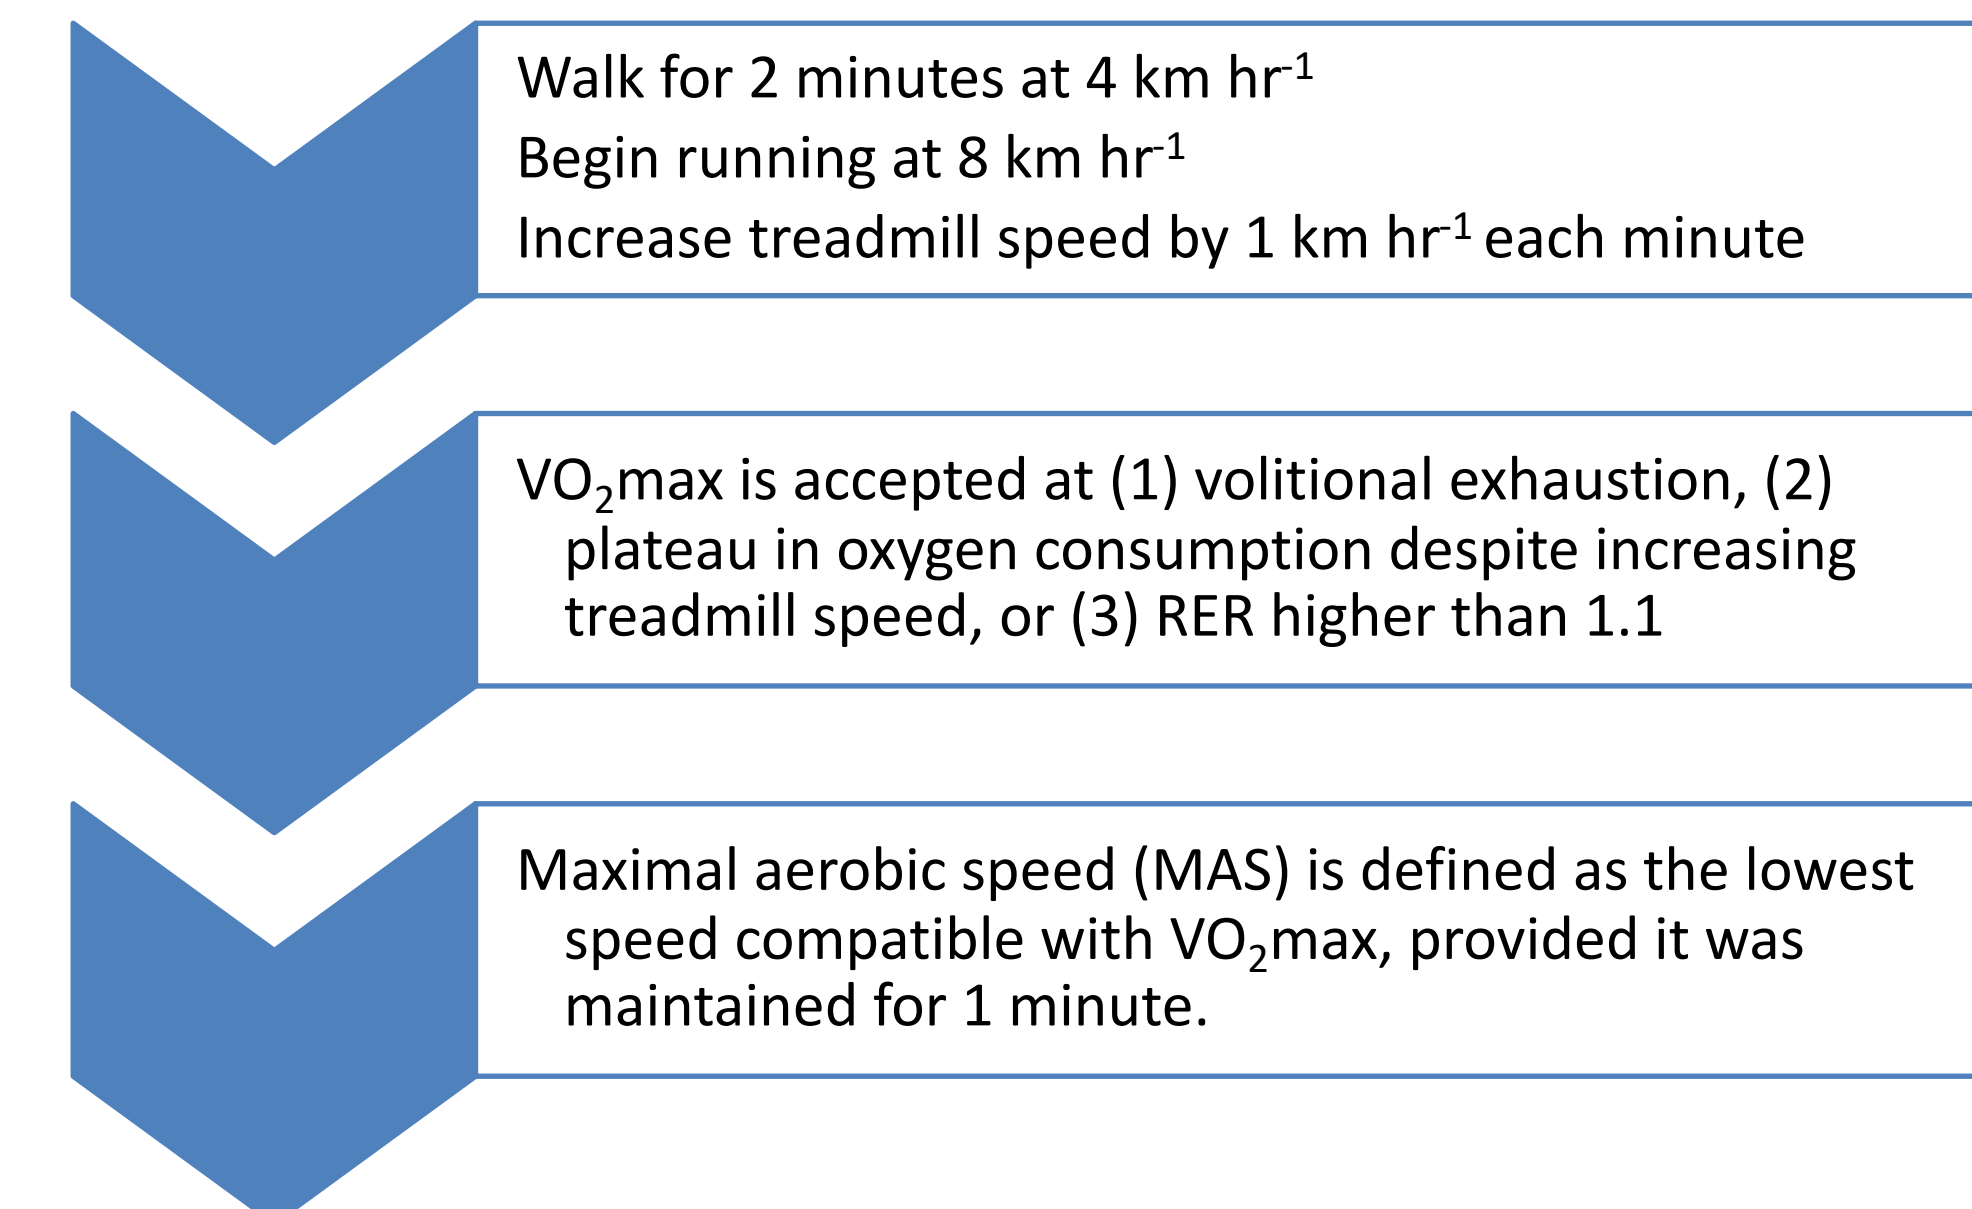 Walk for 2 minutes at 4 km hr⁻¹
Begin running at 8 km hr⁻¹
Increase treadmill speed by 1 km hr⁻¹ each minute
VO₂max is accepted at (1) volitional exhaustion, (2)
plateau in oxygen consumption despite increasing
treadmill speed, or (3) RER higher than 1.1
Maximal aerobic speed (MAS) is defined as the lowest
speed compatible with VO₂max, provided it was
maintained for 1 minute.